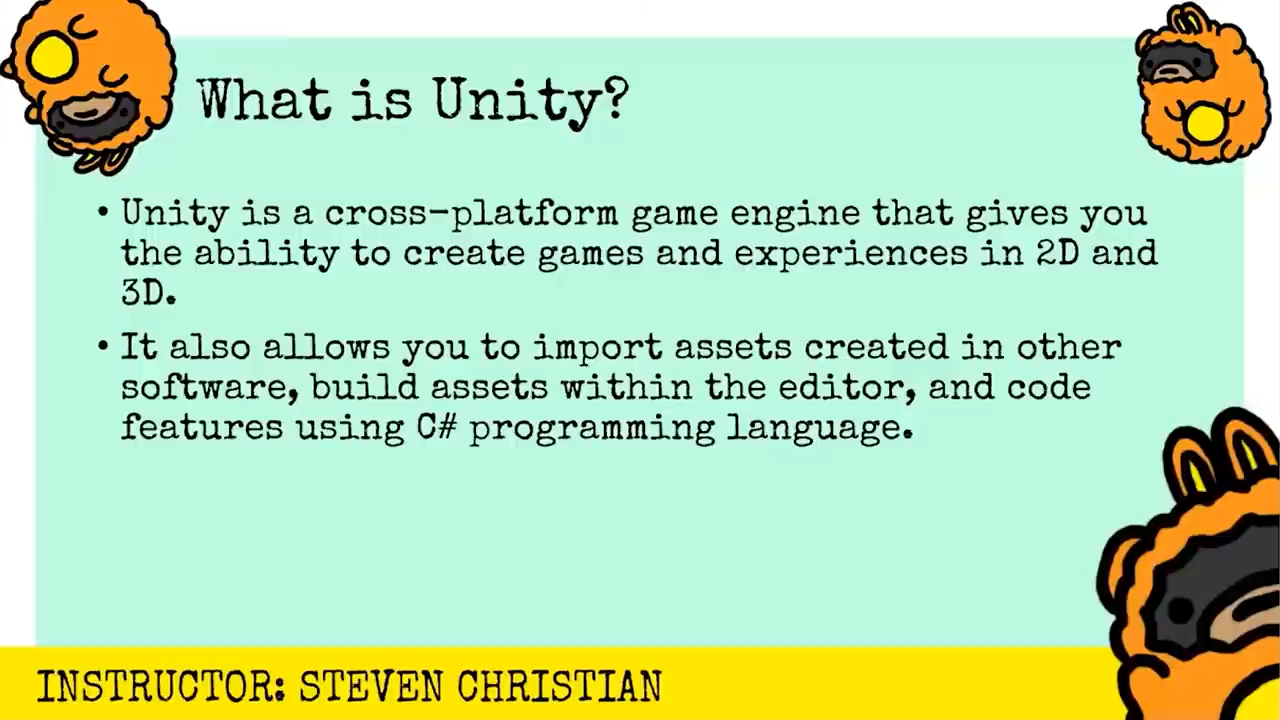 What is Unity?
• Unity is a cross-platform game engine that gives you
the ability to create games and experiences in 2D and
3D.
• It also allows you to import assets created in other
software, build assets within the editor, and code
features using C# programming language.
INSTRUCTOR: STEVEN CHRISTIAN